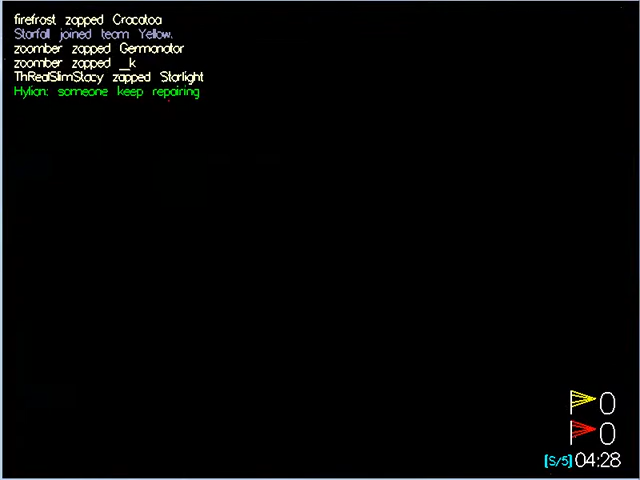 firefrost zapped Cracatoa
Starfall joined team Yellow.
zoomber zapped Germanator
zoomber zapped __k
ThRealSlimStacy zapped Starlight
Hylian: someone keep repairing
0
0
[S/5] 04:28